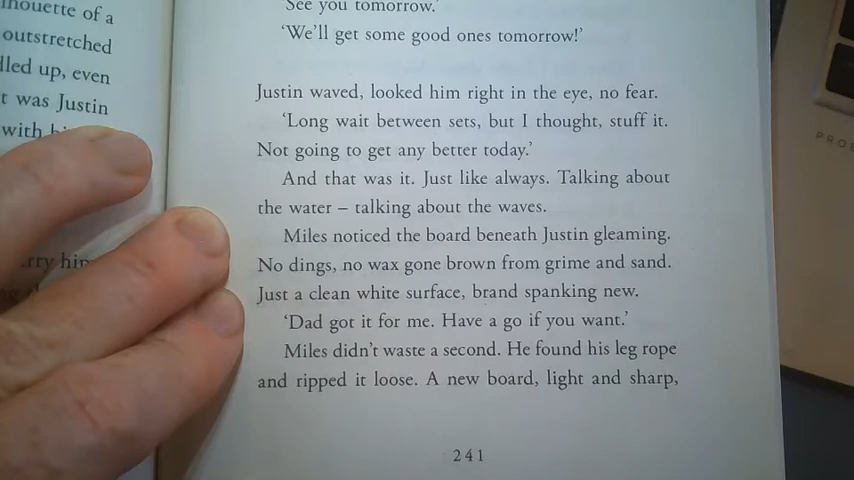 houette of a
outstretched
lled up, even
t was Justin
with
rry him
'See you tomorrow.'
'We'll get some good ones tomorrow!'
Justin waved, looked him right in the eye, no fear.
'Long wait between sets, but I thought, stuff it.
Not going to get any better today.'
And that was it. Just like always. Talking about
the water – talking about the waves.
Miles noticed the board beneath Justin gleaming.
No dings, no wax gone brown from grime and sand.
Just a clean white surface, brand spanking new.
'Dad got it for me. Have a go if you want.'
Miles didn't waste a second. He found his leg rope
and ripped it loose. A new board, light and sharp,
241